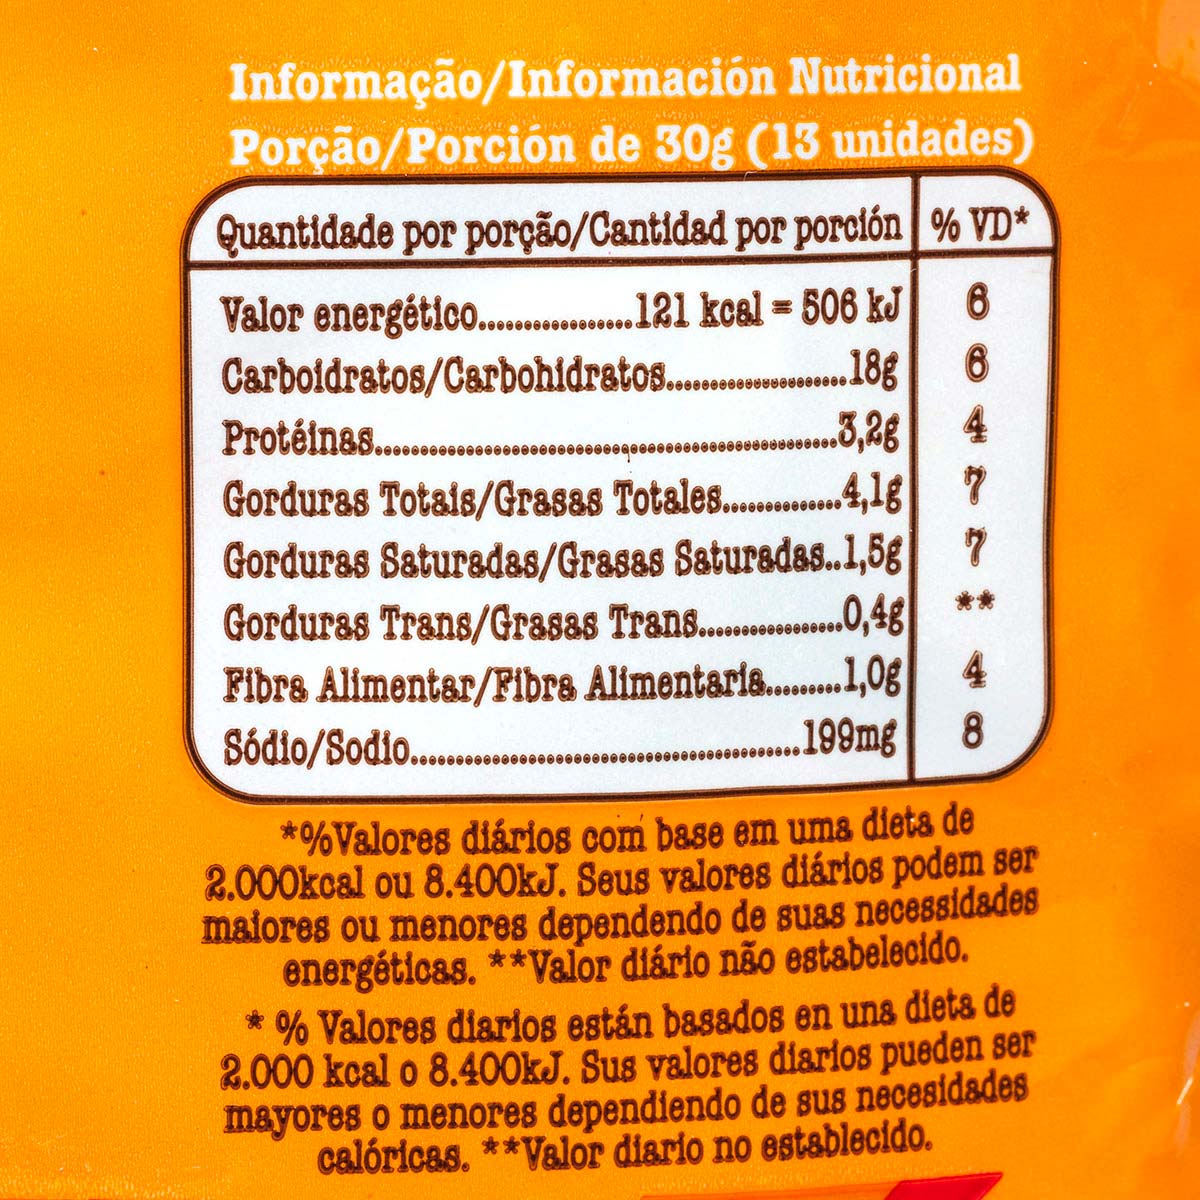 Informação/Información Nutricional
Porção/Porción de 30g (13 unidades)
Quantidade por porção/Cantidad por porción % VD*
Valor energético................121 kcal = 506 kJ 6
Carboidratos/Carbohidratos...................18g 6
Protéinas................................................3,2g 4
Gorduras Totais/Grasas Totales.............4,1g 7
Gorduras Saturadas/Grasas Saturadas..1,5g 7
Gorduras Trans/Grasas Trans................0,4g **
Fibra Alimentar/Fibra Alimentaria.........1,0g 4
Sódio/Sodio.........................................199mg 8
*%Valores diários com base em uma dieta de
2.000kcal ou 8.400kJ. Seus valores diários podem ser
maiores ou menores dependendo de suas necessidades
energéticas. **Valor diário não estabelecido.
* % Valores diarios están basados en una dieta de
2.000 kcal o 8.400kJ. Sus valores diarios pueden ser
mayores o menores dependiendo de sus necesidades
calóricas. **Valor diario no establecido.